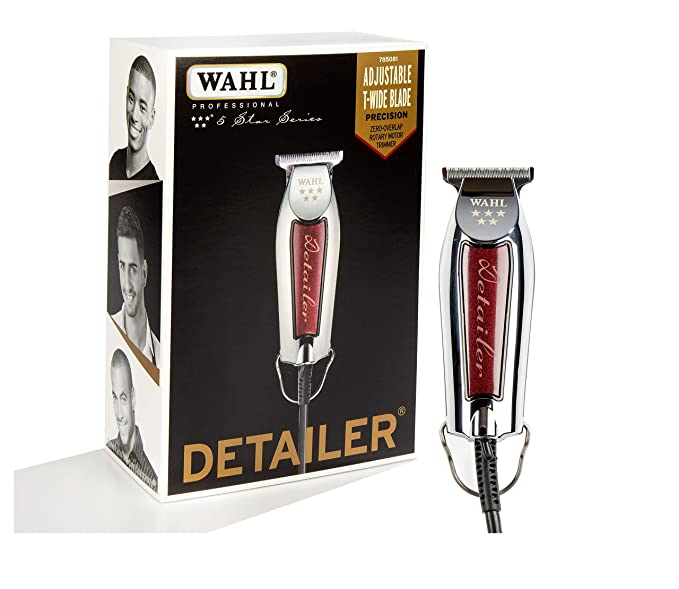 WAHL®
PROFESSIONAL
5 Star Series
785081
ADJUSTABLE
T-WIDE BLADE
PRECISION
ZERO-OVERLAP
ROTARY MOTOR
TRIMMER
WAHL
Detailer
DETAILER®
WAHL
Detailer